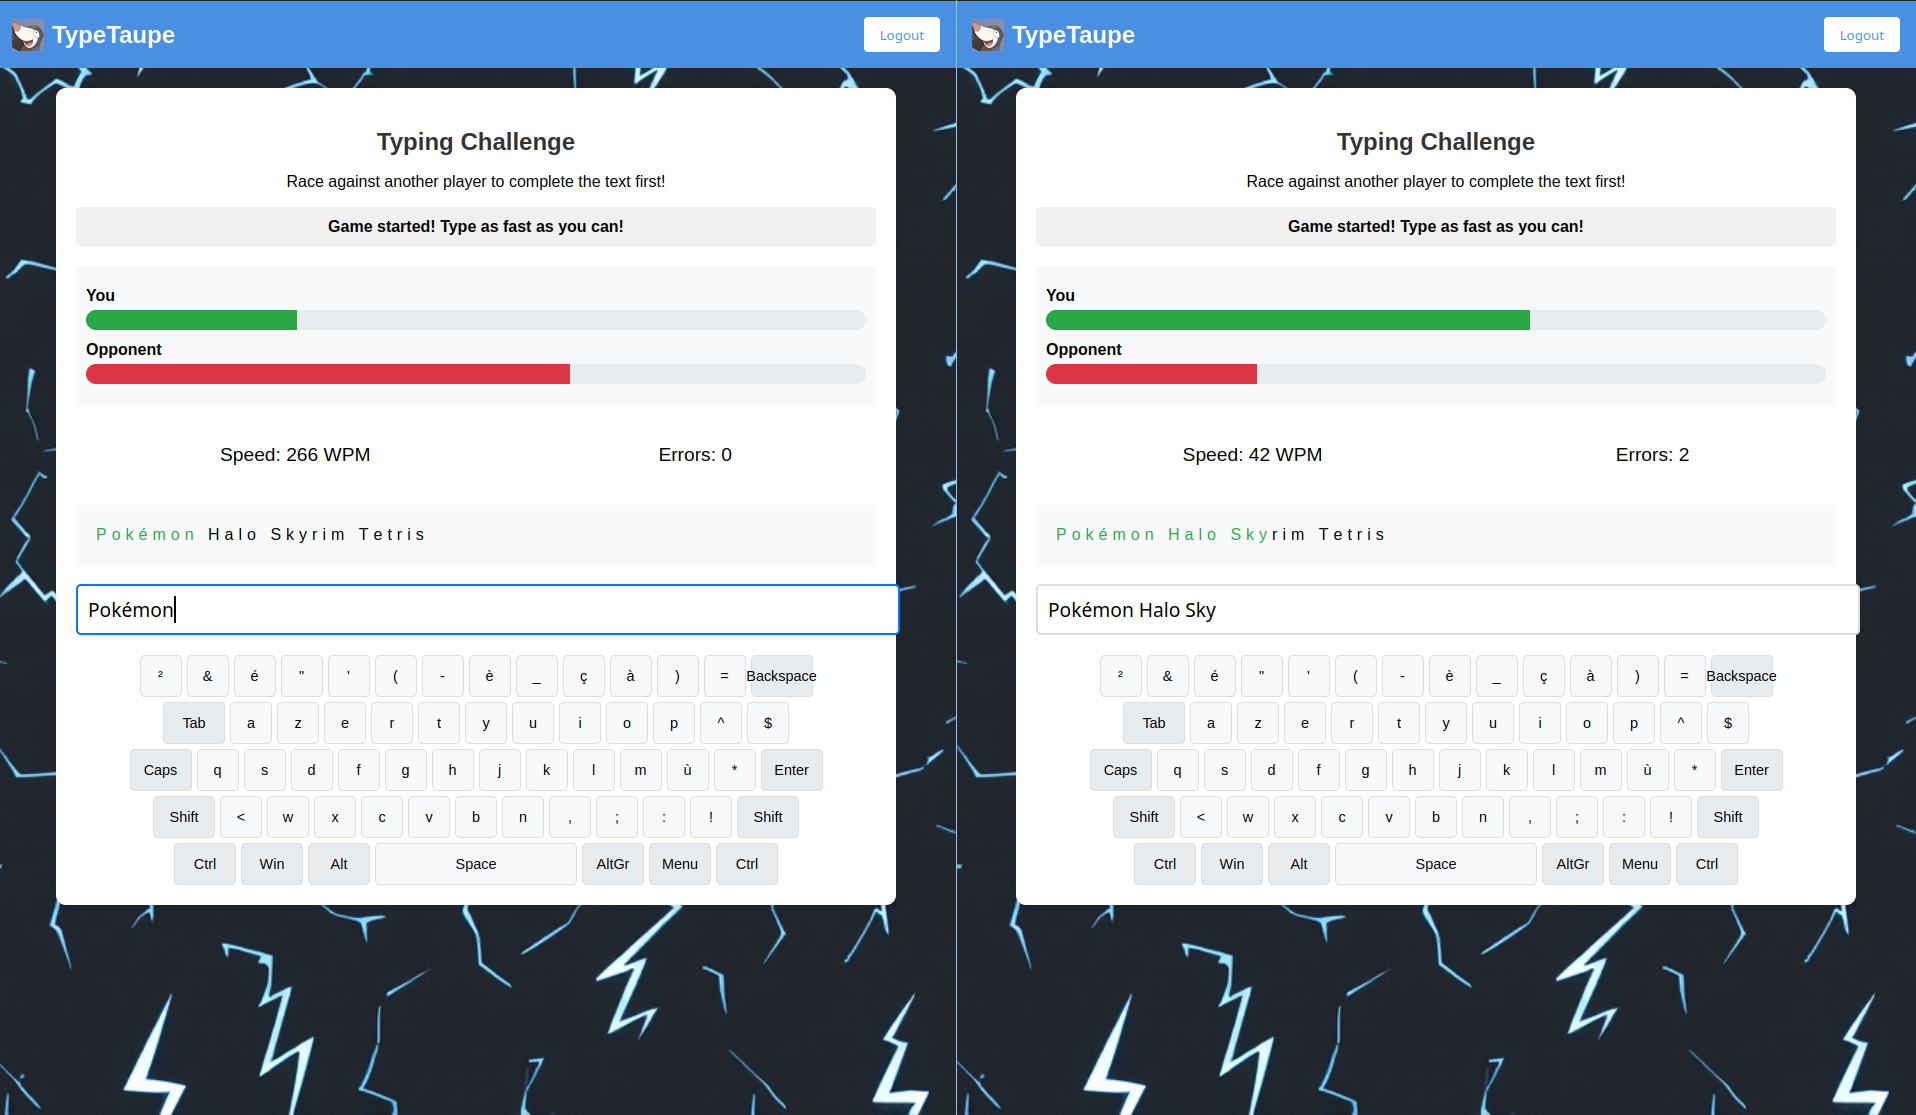 TypeTaupe
Logout
Typing Challenge
Race against another player to complete the text first!
Game started! Type as fast as you can!
You
Opponent
Speed: 266 WPM Errors: 0
Pokémon Halo Skyrim Tetris
Pokémon
² & é " ' ( - è _ ç à ) = Backspace
Tab a z e r t y u i o p ^ $
Caps q s d f g h j k l m ù * Enter
Shift < w x c v b n , ; : ! Shift
Ctrl Win Alt Space AltGr Menu Ctrl
TypeTaupe
Logout
Typing Challenge
Race against another player to complete the text first!
Game started! Type as fast as you can!
You
Opponent
Speed: 42 WPM Errors: 2
Pokémon Halo Skyrim Tetris
Pokémon Halo Sky
² & é " ' ( - è _ ç à ) = Backspace
Tab a z e r t y u i o p ^ $
Caps q s d f g h j k l m ù * Enter
Shift < w x c v b n , ; : ! Shift
Ctrl Win Alt Space AltGr Menu Ctrl